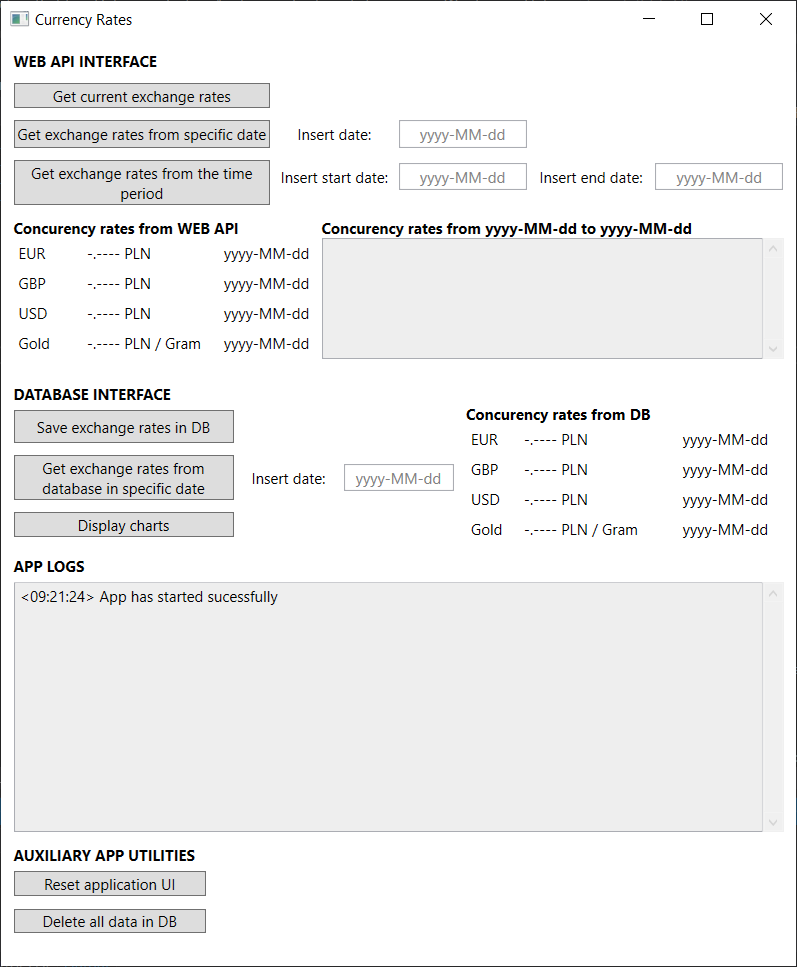 Currency Rates
WEB API INTERFACE
Get current exchange rates
Get exchange rates from specific date
Insert date:
yyyy-MM-dd
Get exchange rates from the time
period
Insert start date:
yyyy-MM-dd
Insert end date:
yyyy-MM-dd
Concurency rates from WEB API
EUR -.---- PLN yyyy-MM-dd
GBP -.---- PLN yyyy-MM-dd
USD -.---- PLN yyyy-MM-dd
Gold -.---- PLN / Gram yyyy-MM-dd
Concurency rates from yyyy-MM-dd to yyyy-MM-dd
DATABASE INTERFACE
Save exchange rates in DB
Get exchange rates from
database in specific date
Insert date:
yyyy-MM-dd
Display charts
Concurency rates from DB
EUR -.---- PLN yyyy-MM-dd
GBP -.---- PLN yyyy-MM-dd
USD -.---- PLN yyyy-MM-dd
Gold -.---- PLN / Gram yyyy-MM-dd
APP LOGS
<09:21:24> App has started sucessfully
AUXILIARY APP UTILITIES
Reset application UI
Delete all data in DB